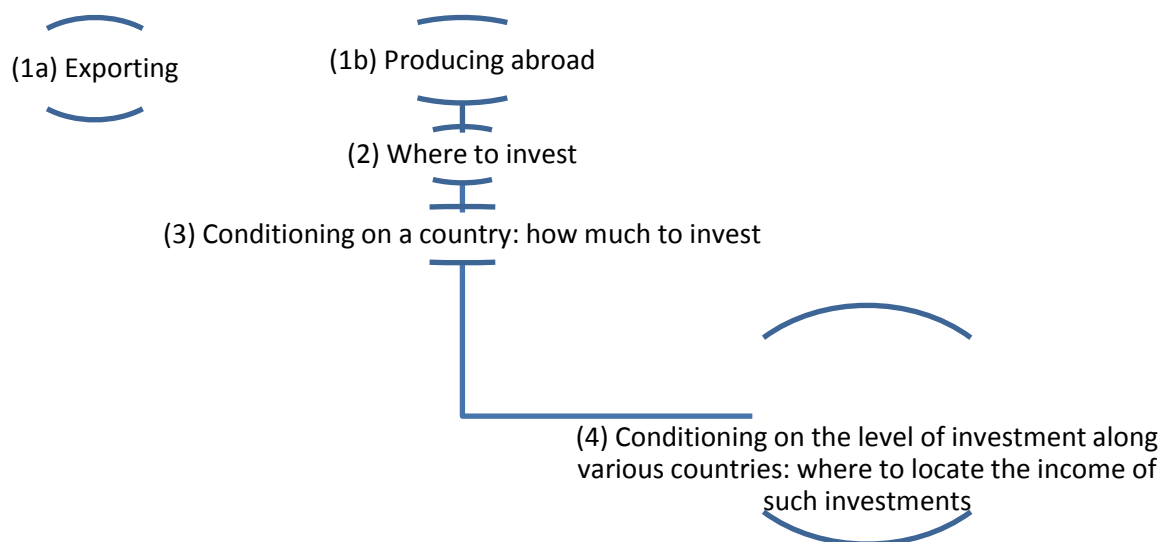 (1a) Exporting
(1b) Producing abroad
(2) Where to invest
(3) Conditioning on a country: how much to invest
(4) Conditioning on the level of investment along
various countries: where to locate the income of
such investments